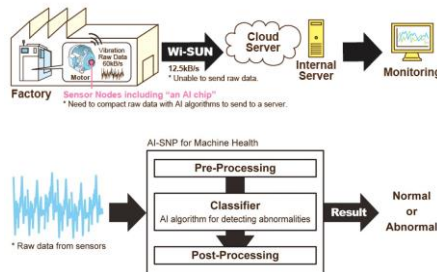 Vibration
Raw Data
60kB/s
Motor
Factory
Wi-SUN
12.5kB/s
* Unable to send raw data.
Cloud
Server
Internal
Server
Monitoring
Sensor Nodes including "an AI chip"
* Need to compact raw data with AI algorithms to send to a server.
AI-SNP for Machine Health
Pre-Processing
Classifier
AI algorithm for detecting abnormalities
Post-Processing
Result
Normal
or
Abnormal
* Raw data from sensors